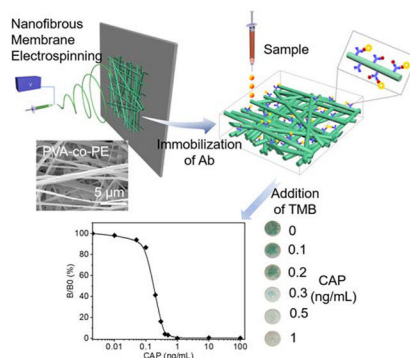 Nanofibrous
Membrane
Electrospinning
Sample
PVA-co-PE
5 μm
Immobilization
of Ab
Addition
of TMB
0
0.1
0.2
0.3
0.5
1
CAP
(ng/mL)
B/B0 (%)
100
80
60
40
20
0
0.01
0.1
1
10
100
CAP (ng/mL)